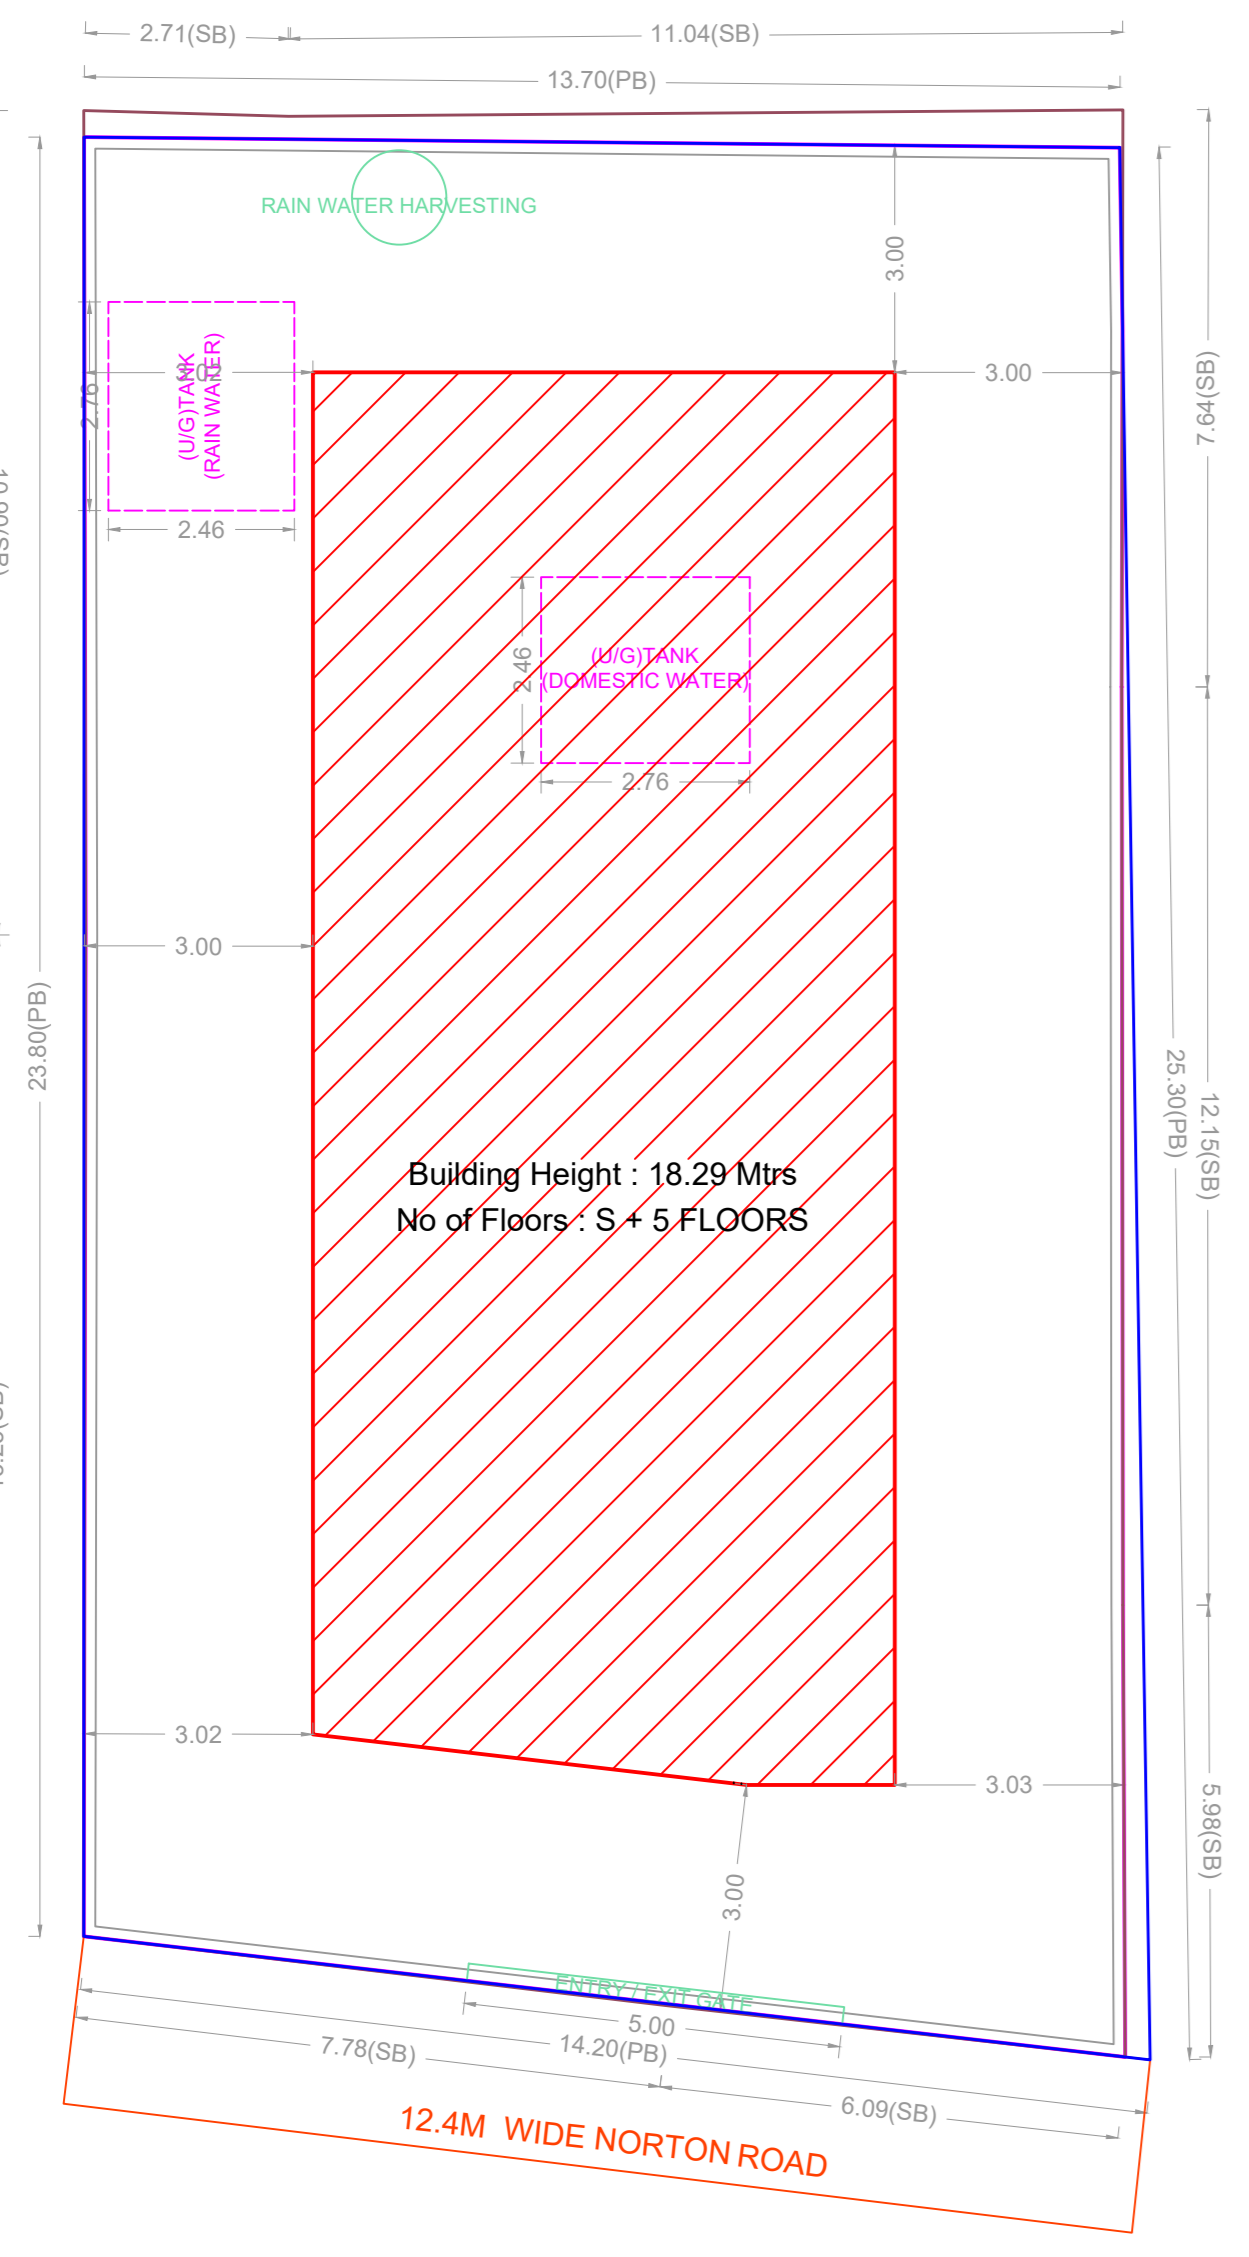 2.71(SB)
11.04(SB)
13.70(PB)
RAIN WATER HARVESTING
3.00
3.02
3.00
7.64(SB)
2.76
(U/G)TANK
(RAIN WATER)
2.46
(U/G)TANK
(DOMESTIC WATER)
2.46
2.76
3.00
23.80(PB)
25.30(PB)
12.15(SB)
Building Height : 18.29 Mtrs
No of Floors : S + 5 FLOORS
3.02
3.03
5.98(SB)
3.00
ENTRY / EXIT GATE
5.00
14.20(PB)
7.78(SB)
6.09(SB)
12.4M WIDE NORTON ROAD